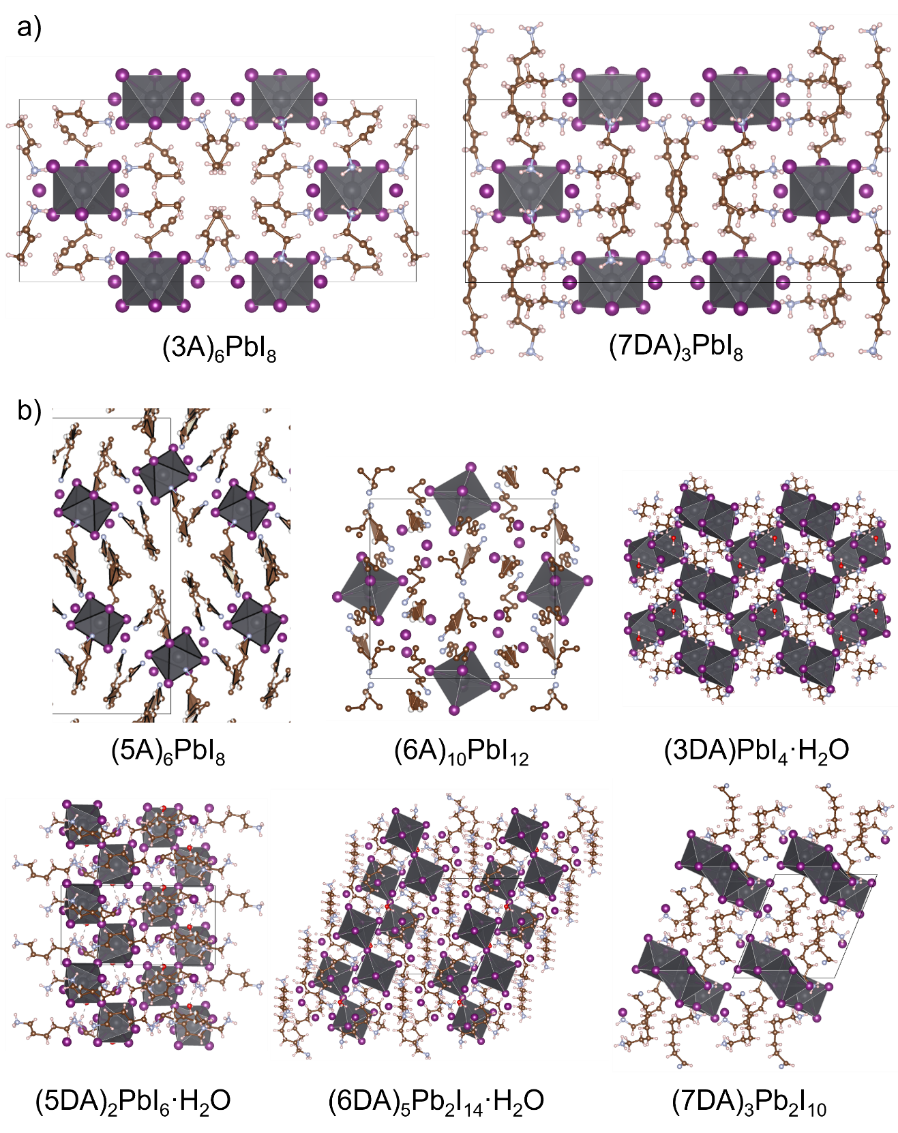 a)
(3A)₆PbI₈
(7DA)₃PbI₈
b)
(5A)₆PbI₈
(6A)₁₀PbI₁₂
(3DA)PbI₄·H₂O
(5DA)₂PbI₆·H₂O
(6DA)₅Pb₂I₁₄·H₂O
(7DA)₃Pb₂I₁₀